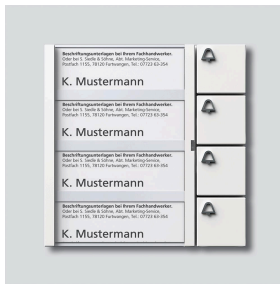 Beschriftungsunterlagen bei Ihrem Fachhandwerker.
Oder bei S. Siedle & Söhne, Abt. Marketing-Service,
Postfach 1155, 78120 Furtwangen, Tel.: 07723 63-354
K. Mustermann
Beschriftungsunterlagen bei Ihrem Fachhandwerker.
Oder bei S. Siedle & Söhne, Abt. Marketing-Service,
Postfach 1155, 78120 Furtwangen, Tel.: 07723 63-354
K. Mustermann
Beschriftungsunterlagen bei Ihrem Fachhandwerker.
Oder bei S. Siedle & Söhne, Abt. Marketing-Service,
Postfach 1155, 78120 Furtwangen, Tel.: 07723 63-354
K. Mustermann
Beschriftungsunterlagen bei Ihrem Fachhandwerker.
Oder bei S. Siedle & Söhne, Abt. Marketing-Service,
Postfach 1155, 78120 Furtwangen, Tel.: 07723 63-354
K. Mustermann